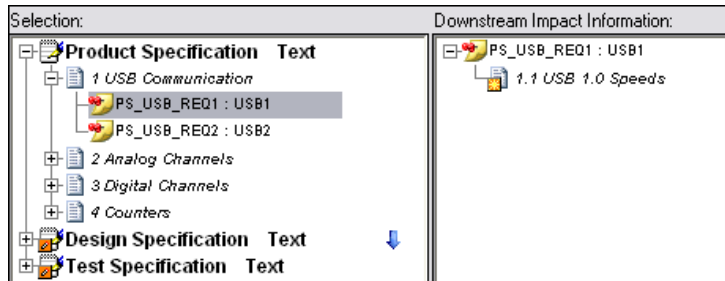 Selection:
Product Specification Text
1 USB Communication
PS_USB_REQ1 : USB1
PS_USB_REQ2 : USB2
2 Analog Channels
3 Digital Channels
4 Counters
Design Specification Text
Test Specification Text
Downstream Impact Information:
PS_USB_REQ1 : USB1
1.1 USB 1.0 Speeds